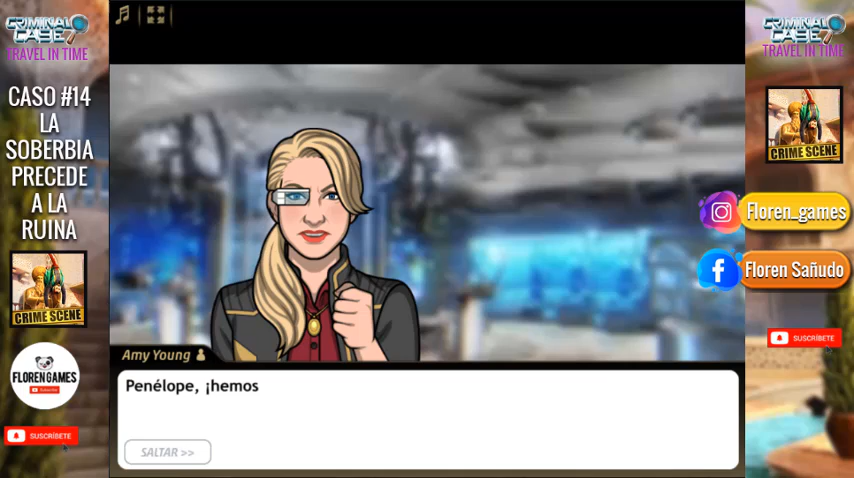 CRIMINAL
CASE
TRAVEL IN TIME
CASO #14
LA
SOBERBIA
PRECEDE
A LA
RUINA
CRIME SCENE
FLOREN GAMES
SUSCRÍBETE
Amy Young
Penélope, ¡hemos
SALTAR >>
CRIMINAL
CASE
TRAVEL IN TIME
CRIME SCENE
Floren_games
Floren Sañudo
SUSCRÍBETE